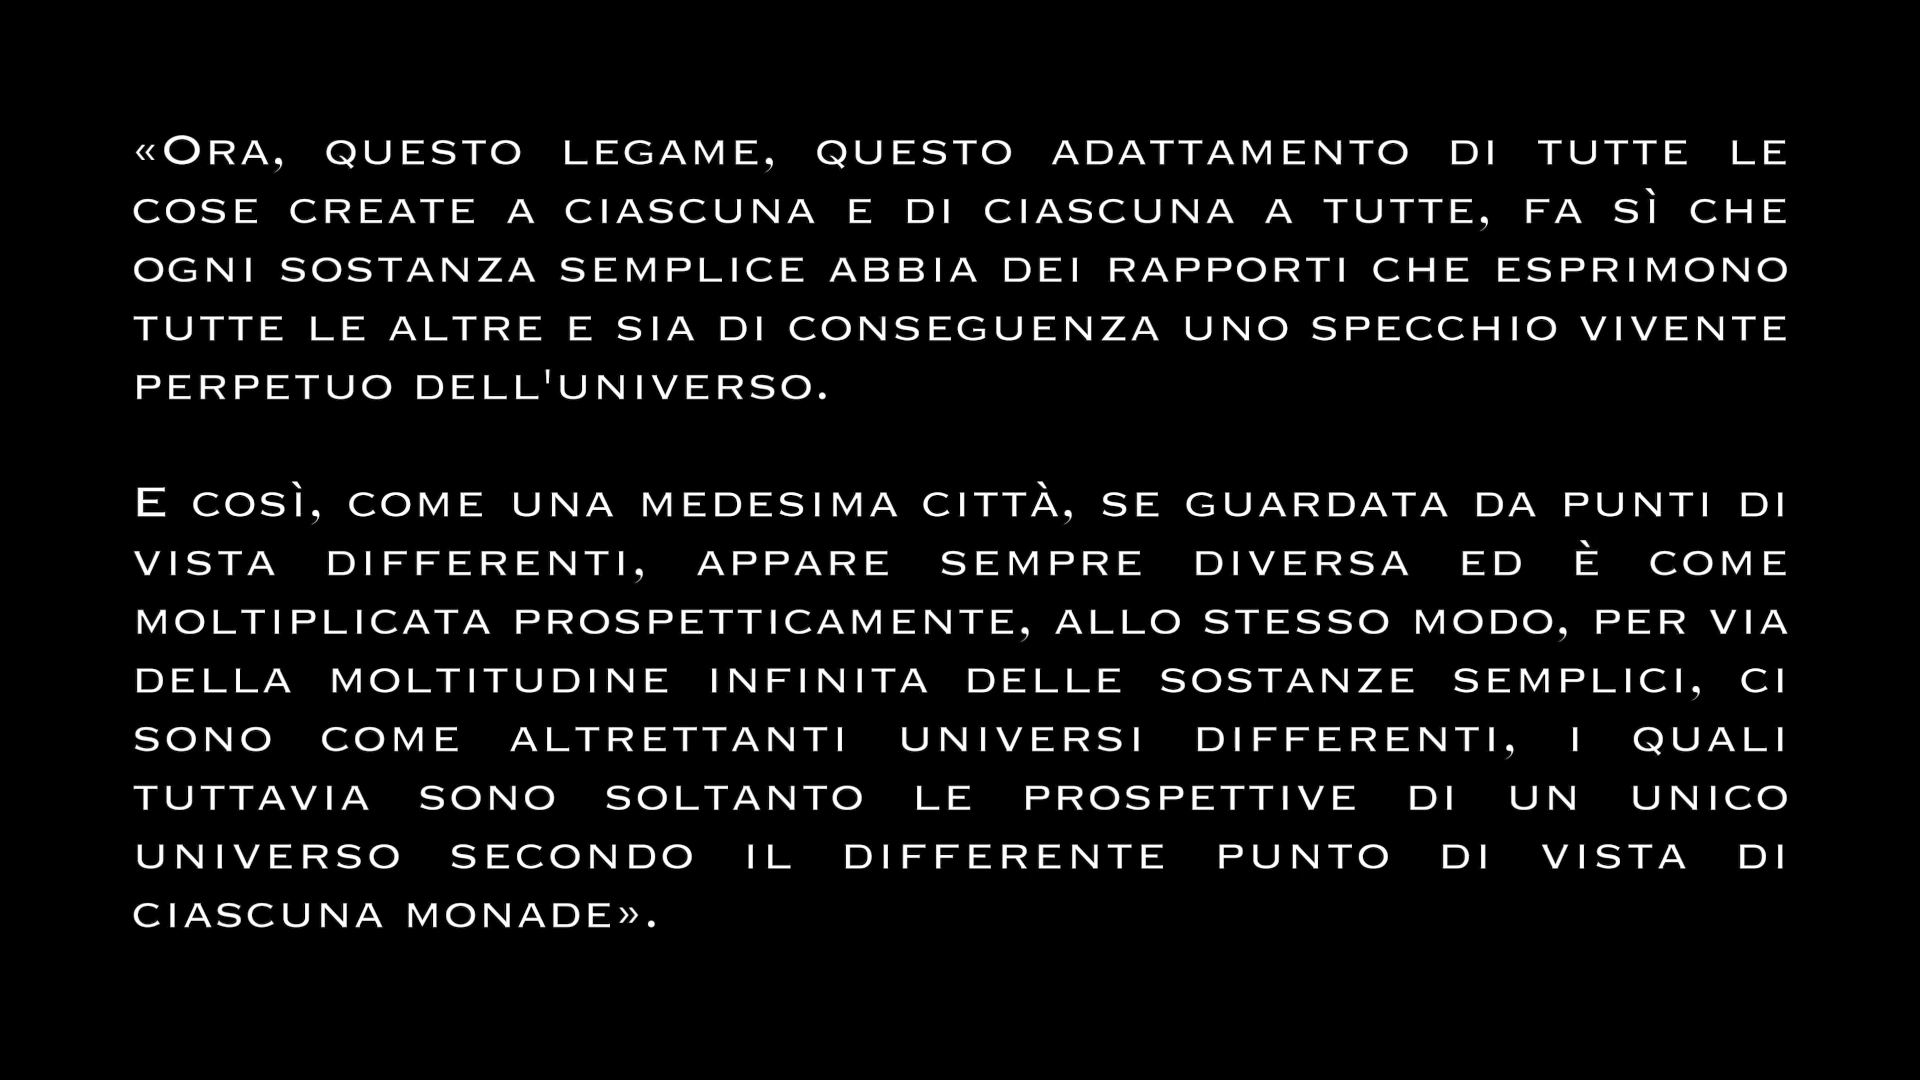 «Ora, questo legame, questo adattamento di tutte le
cose create a ciascuna e di ciascuna a tutte, fa sì che
ogni sostanza semplice abbia dei rapporti che esprimono
tutte le altre e sia di conseguenza uno specchio vivente
perpetuo dell'universo.
E così, come una medesima città, se guardata da punti di
vista differenti, appare sempre diversa ed è come
moltiplicata prospetticamente, allo stesso modo, per via
della moltitudine infinita delle sostanze semplici, ci
sono come altrettanti universi differenti, i quali
tuttavia sono soltanto le prospettive di un unico
universo secondo il differente punto di vista di
ciascuna monade».